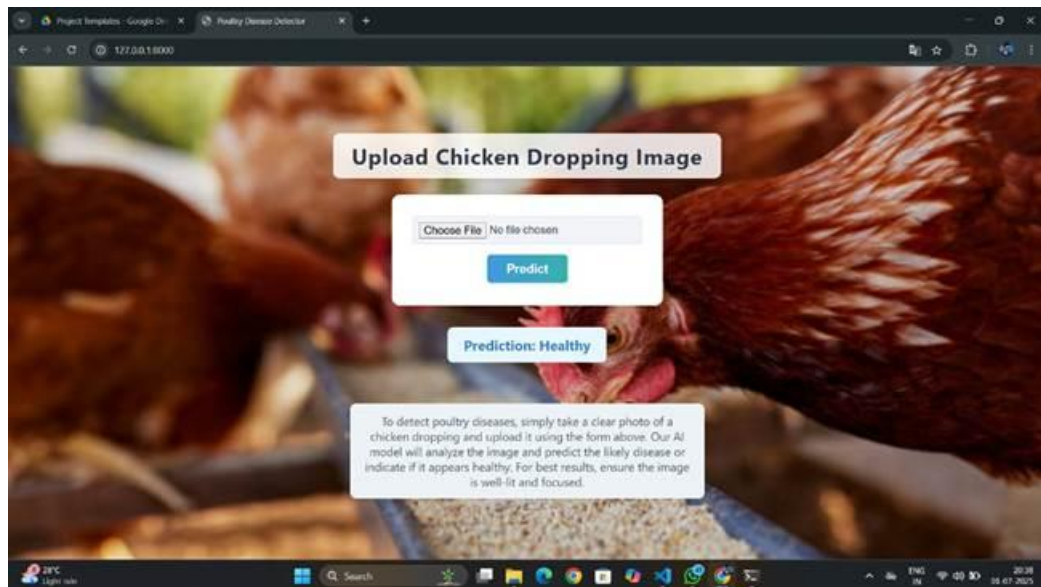 Project Templates - Google Dri
Poultry Disease Detector
127.0.0.1:8000
Upload Chicken Dropping Image
Choose File No file chosen
Predict
Prediction: Healthy
To detect poultry diseases, simply take a clear photo of a
chicken dropping and upload it using the form above. Our AI
model will analyze the image and predict the likely disease or
indicate if it appears healthy. For best results, ensure the image
is well-lit and focused.
28°C
Light rain
Search
ENG
IN
20:38